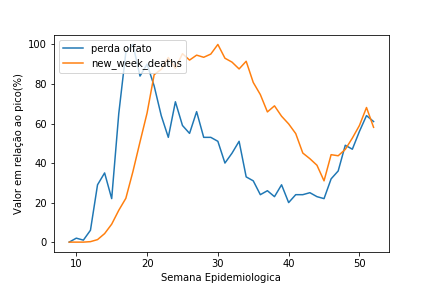 perda olfato
new_week_deaths
Valor em relação ao pico(%)
100
80
60
40
20
0
10
20
30
40
50
Semana Epidemiologica